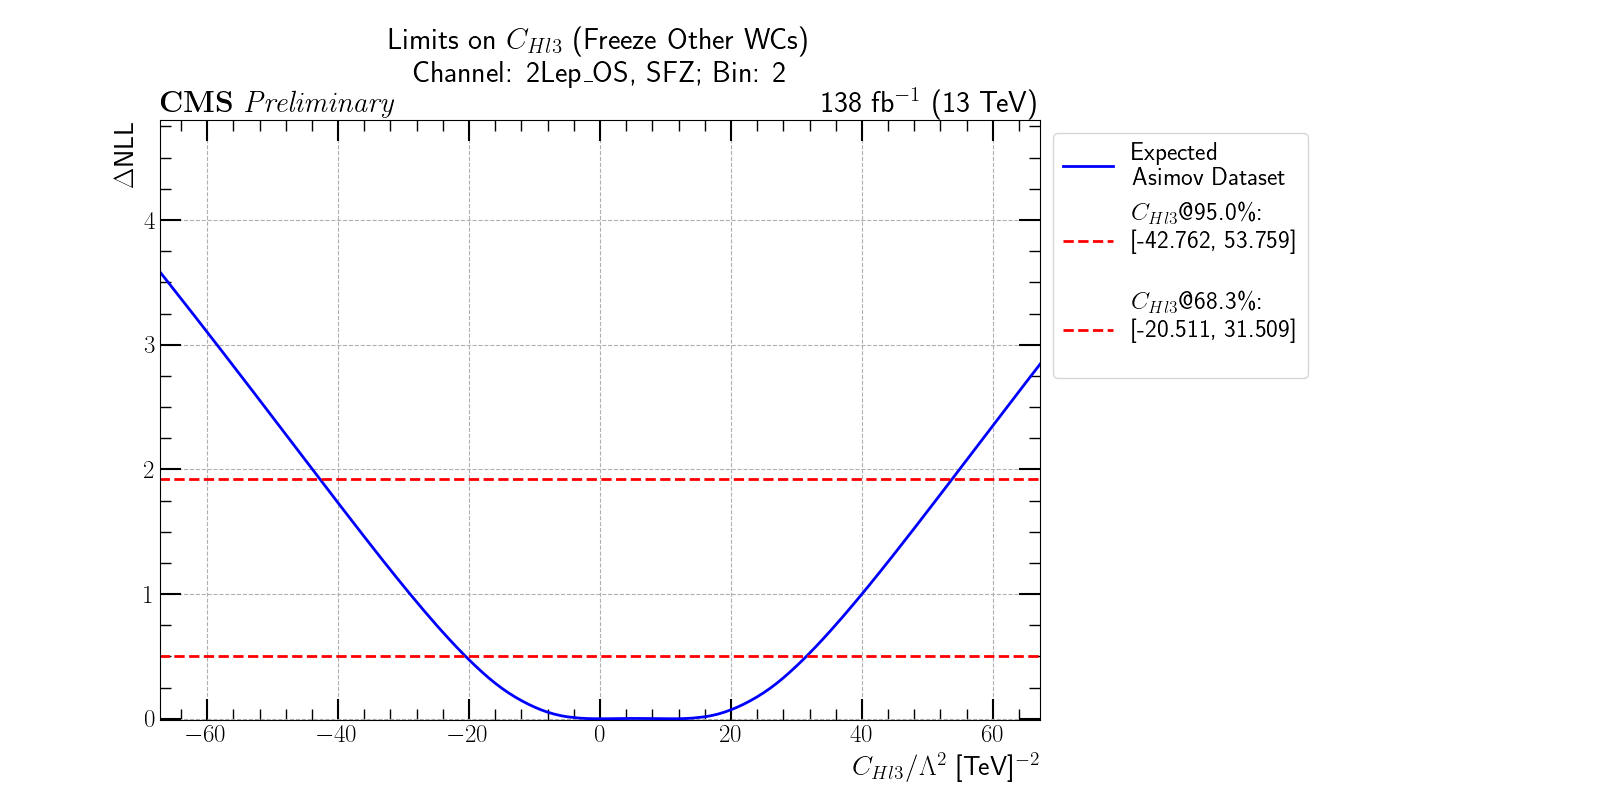 Limits on C_{Hl3} (Freeze Other WCs)
Channel: 2Lep_OS, SFZ; Bin: 2
CMS Preliminary
138 fb^{−1} (13 TeV)
ΔNLL
4
3
2
1
0
−60
−40
−20
0
20
40
60
C_{Hl3}/Λ^{2} [TeV]^{−2}
Expected
Asimov Dataset
C_{Hl3}@95.0%:
[-42.762, 53.759]
C_{Hl3}@68.3%:
[-20.511, 31.509]